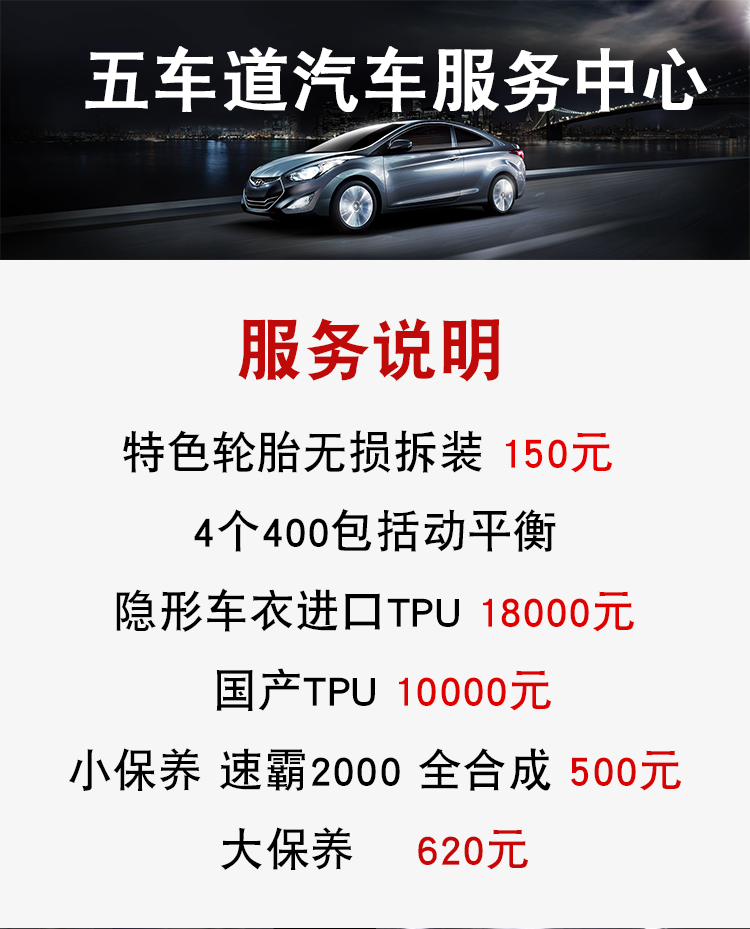 五车道汽车服务中心
服务说明
特色轮胎无损拆装 150元
4个400包括动平衡
隐形车衣进口TPU 18000元
国产TPU 10000元
小保养 速霸2000 全合成 500元
大保养 620元